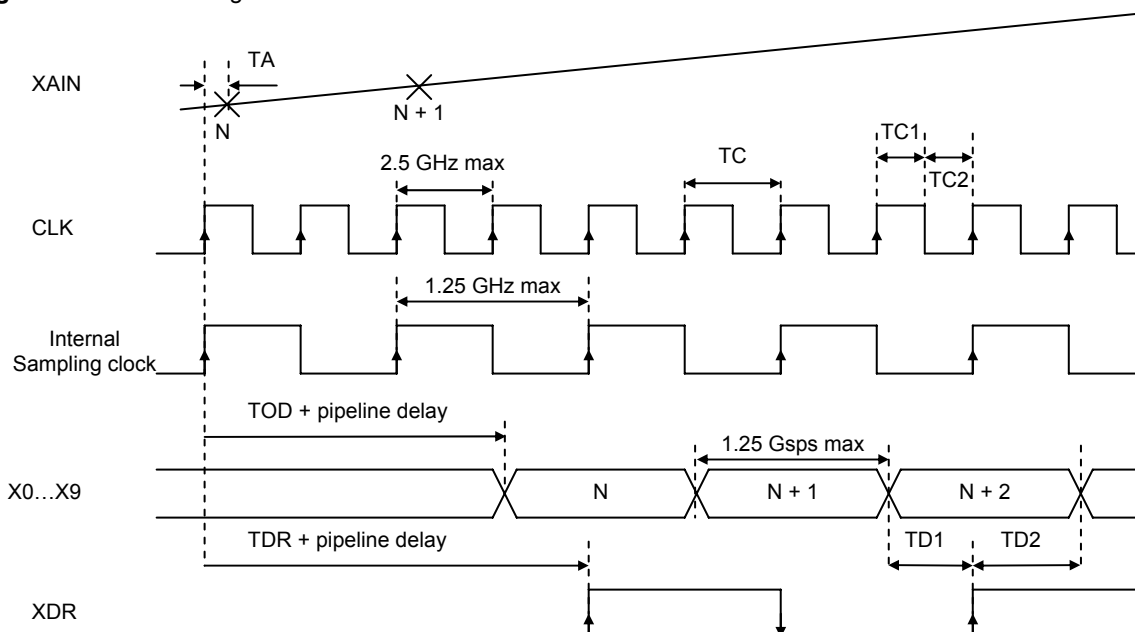 XAIN
TA
N
N + 1
2.5 GHz max
TC
TC1
TC2
CLK
1.25 GHz max
Internal
Sampling clock
TOD + pipeline delay
1.25 Gsps max
X0…X9
N
N + 1
N + 2
TDR + pipeline delay
TD1
TD2
XDR